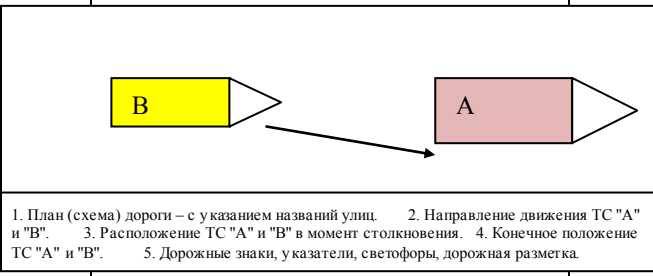 B
A
1. План (схема) дороги – с указанием названий улиц. 2. Направление движения ТС "А"
и "В". 3. Расположение ТС "А" и "В" в момент столкновения. 4. Конечное положение
ТС "А" и "В". 5. Дорожные знаки, указатели, светофоры, дорожная разметка.